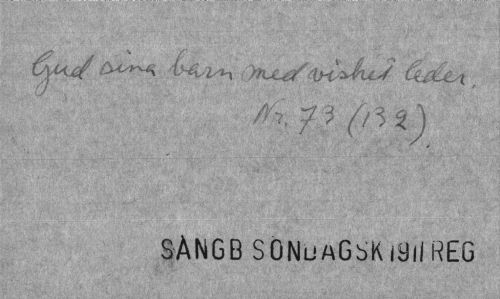 Gud sina barn med vishet leder.
Nr. 73 (132).
SÅNGB SÖNDAGSK 1911 REG